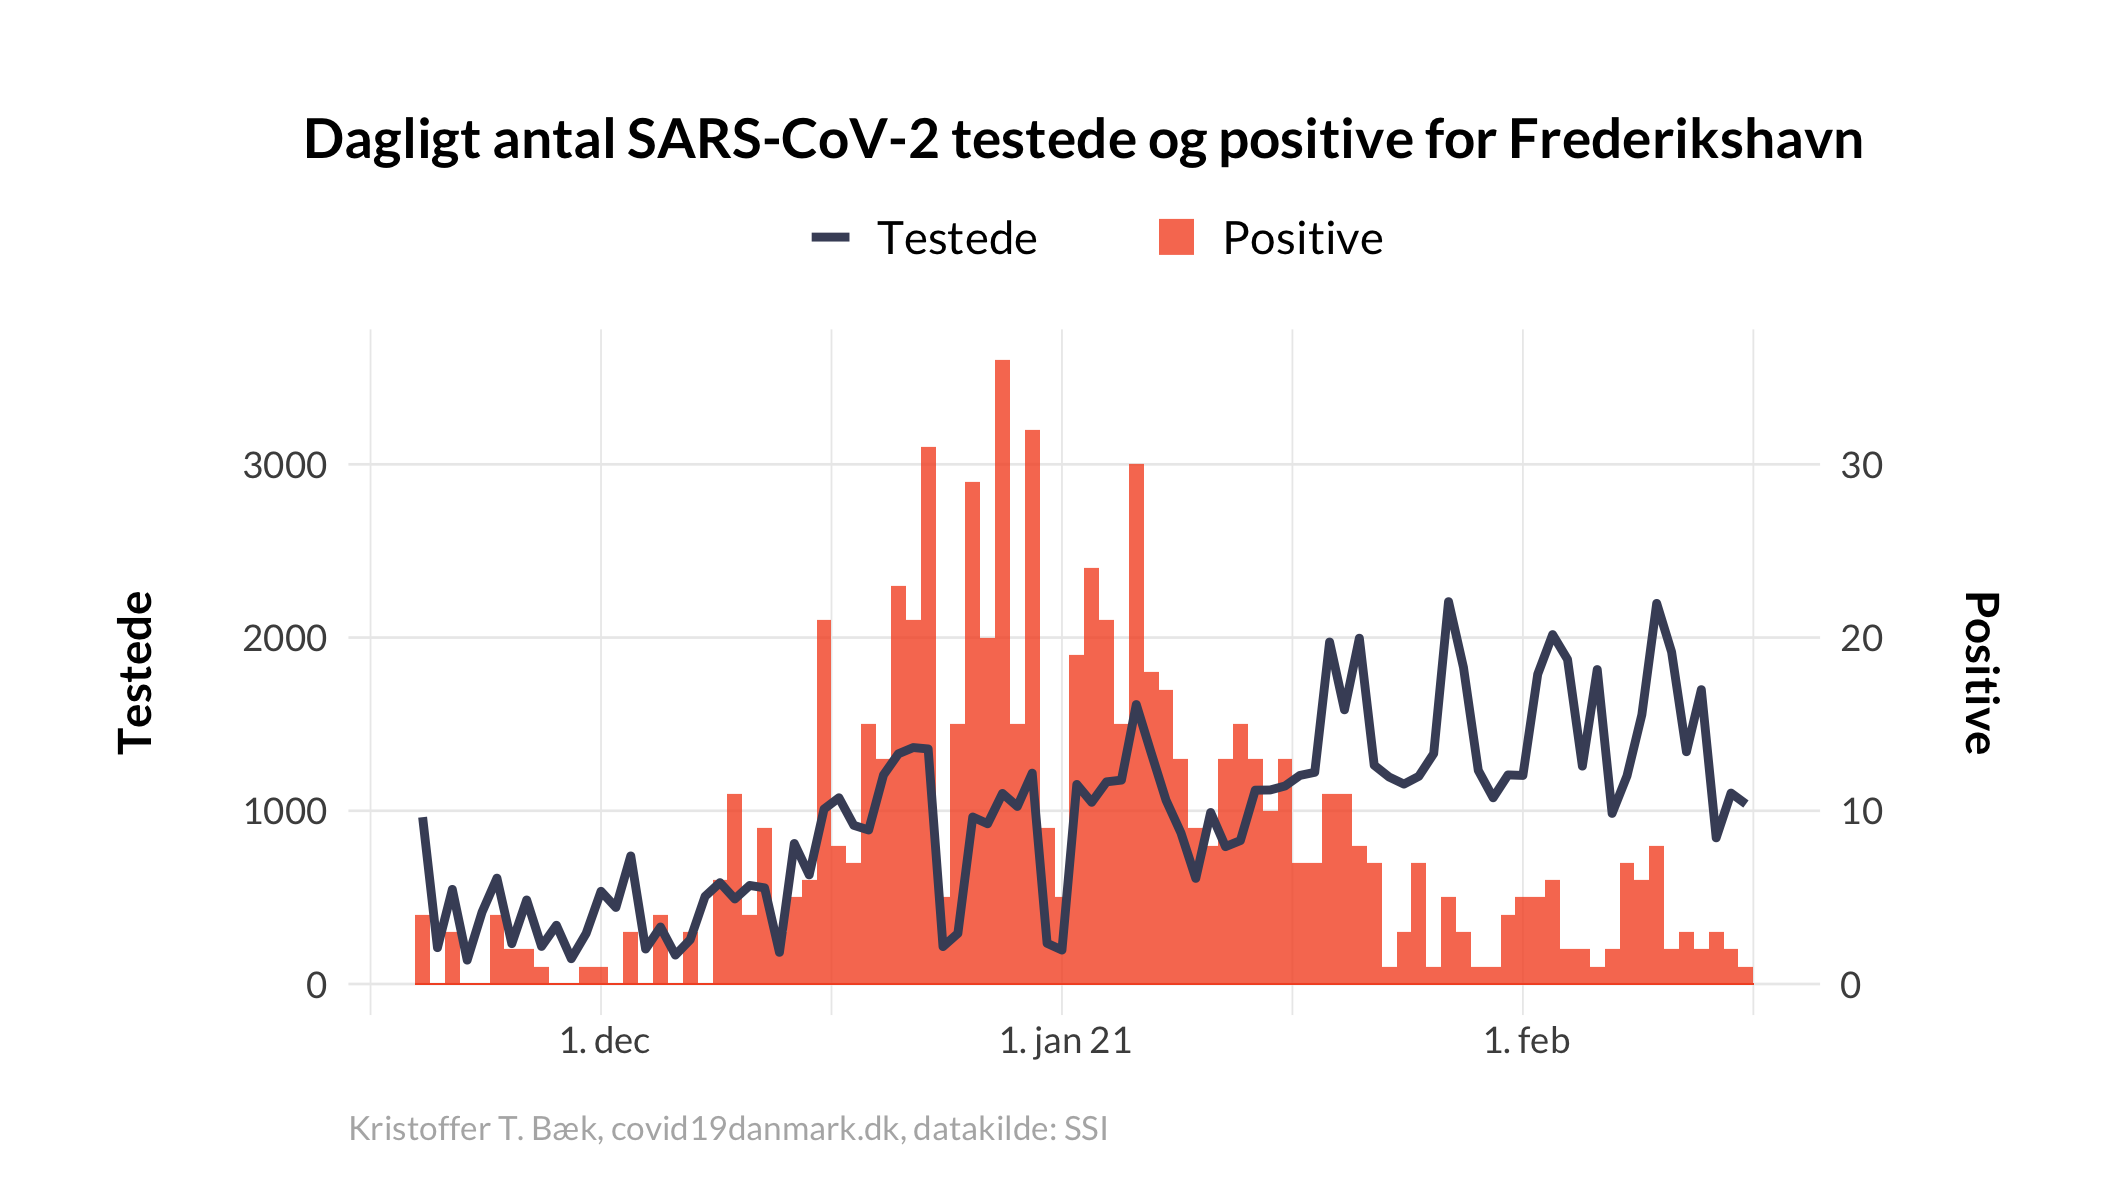 Dagligt antal SARS-CoV-2 testede og positive for Frederikshavn
Testede
Positive
3000
2000
1000
0
Testede
30
20
10
0
Positive
1. dec
1. jan 21
1. feb
Kristoffer T. Bæk, covid19danmark.dk, datakilde: SSI